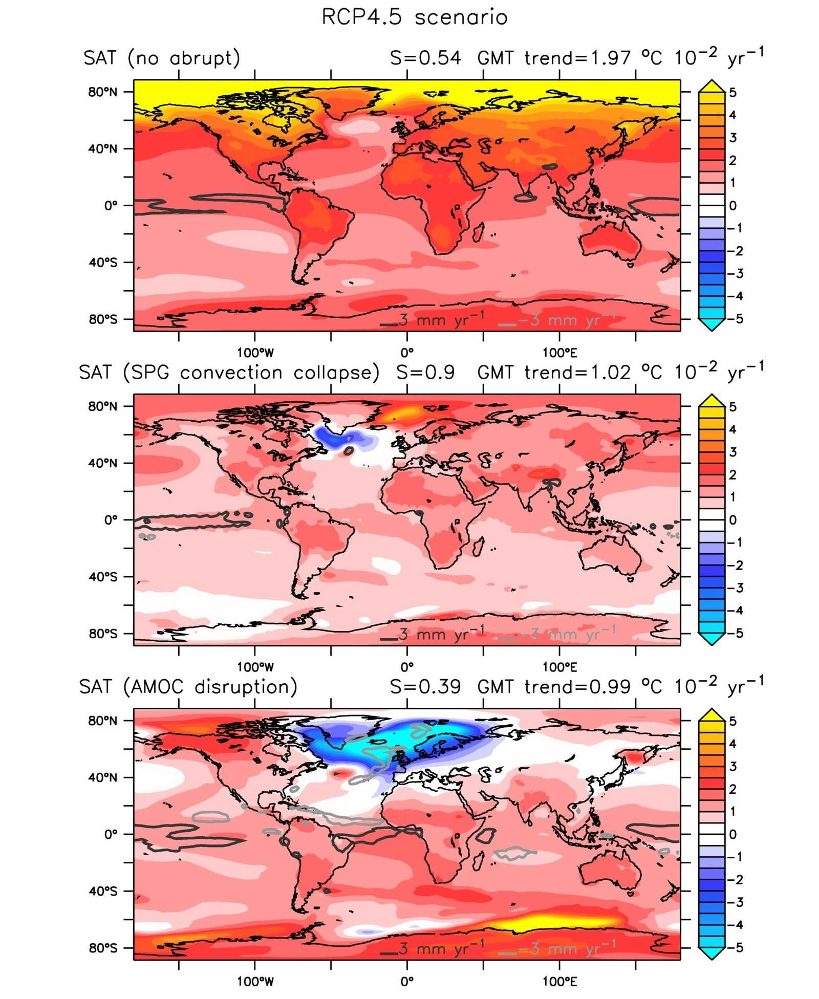 RCP4.5 scenario
SAT (no abrupt) S=0.54 GMT trend=1.97 °C 10⁻² yr⁻¹
80°N
40°N
0°
40°S
80°S
3 mm yr⁻¹ −3 mm yr⁻¹
100°W 0° 100°E
5
4
3
2
1
0
−1
−2
−3
−4
−5
SAT (SPG convection collapse) S=0.9 GMT trend=1.02 °C 10⁻² yr⁻¹
80°N
40°N
0°
40°S
80°S
3 mm yr⁻¹ −3 mm yr⁻¹
100°W 0° 100°E
5
4
3
2
1
0
−1
−2
−3
−4
−5
SAT (AMOC disruption) S=0.39 GMT trend=0.99 °C 10⁻² yr⁻¹
80°N
40°N
0°
40°S
80°S
3 mm yr⁻¹ −3 mm yr⁻¹
100°W 0° 100°E
5
4
3
2
1
0
−1
−2
−3
−4
−5